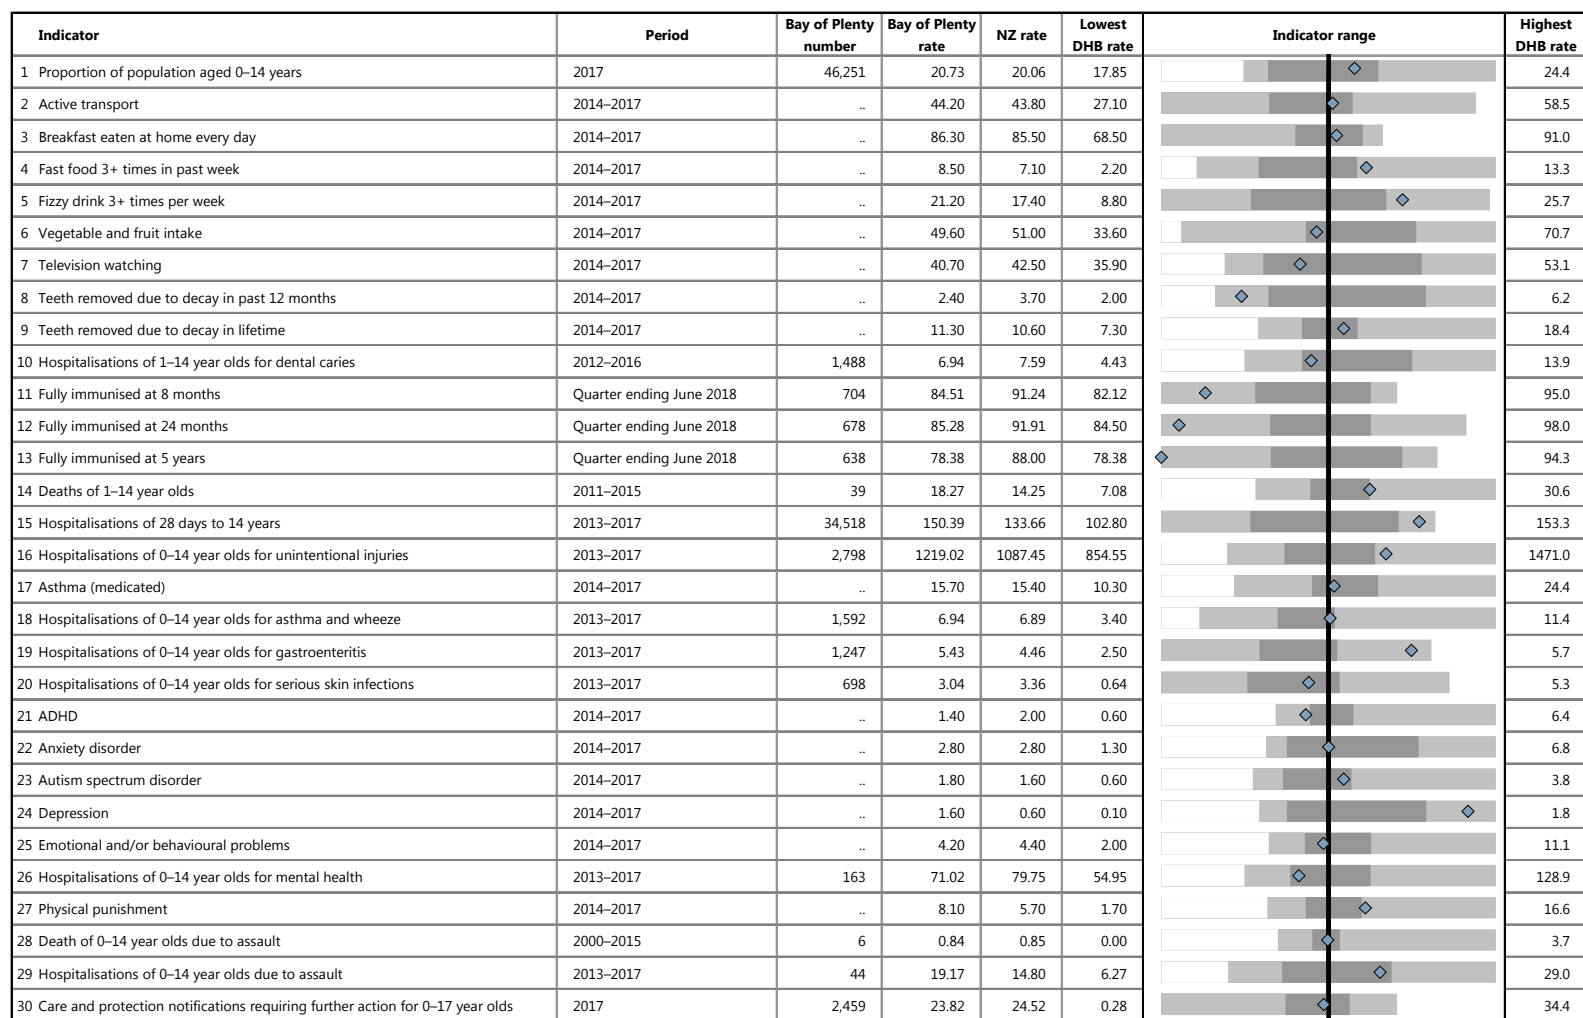 Indicator Period Bay of Plenty number Bay of Plenty rate NZ rate Lowest DHB rate Indicator range Highest DHB rate
1 Proportion of population aged 0–14 years 2017 46,251 20.73 20.06 17.85 24.4
2 Active transport 2014–2017 .. 44.20 43.80 27.10 58.5
3 Breakfast eaten at home every day 2014–2017 .. 86.30 85.50 68.50 91.0
4 Fast food 3+ times in past week 2014–2017 .. 8.50 7.10 2.20 13.3
5 Fizzy drink 3+ times per week 2014–2017 .. 21.20 17.40 8.80 25.7
6 Vegetable and fruit intake 2014–2017 .. 49.60 51.00 33.60 70.7
7 Television watching 2014–2017 .. 40.70 42.50 35.90 53.1
8 Teeth removed due to decay in past 12 months 2014–2017 .. 2.40 3.70 2.00 6.2
9 Teeth removed due to decay in lifetime 2014–2017 .. 11.30 10.60 7.30 18.4
10 Hospitalisations of 1–14 year olds for dental caries 2012–2016 1,488 6.94 7.59 4.43 13.9
11 Fully immunised at 8 months Quarter ending June 2018 704 84.51 91.24 82.12 95.0
12 Fully immunised at 24 months Quarter ending June 2018 678 85.28 91.91 84.50 98.0
13 Fully immunised at 5 years Quarter ending June 2018 638 78.38 88.00 78.38 94.3
14 Deaths of 1–14 year olds 2011–2015 39 18.27 14.25 7.08 30.6
15 Hospitalisations of 28 days to 14 years 2013–2017 34,518 150.39 133.66 102.80 153.3
16 Hospitalisations of 0–14 year olds for unintentional injuries 2013–2017 2,798 1219.02 1087.45 854.55 1471.0
17 Asthma (medicated) 2014–2017 .. 15.70 15.40 10.30 24.4
18 Hospitalisations of 0–14 year olds for asthma and wheeze 2013–2017 1,592 6.94 6.89 3.40 11.4
19 Hospitalisations of 0–14 year olds for gastroenteritis 2013–2017 1,247 5.43 4.46 2.50 5.7
20 Hospitalisations of 0–14 year olds for serious skin infections 2013–2017 698 3.04 3.36 0.64 5.3
21 ADHD 2014–2017 .. 1.40 2.00 0.60 6.4
22 Anxiety disorder 2014–2017 .. 2.80 2.80 1.30 6.8
23 Autism spectrum disorder 2014–2017 .. 1.80 1.60 0.60 3.8
24 Depression 2014–2017 .. 1.60 0.60 0.10 1.8
25 Emotional and/or behavioural problems 2014–2017 .. 4.20 4.40 2.00 11.1
26 Hospitalisations of 0–14 year olds for mental health 2013–2017 163 71.02 79.75 54.95 128.9
27 Physical punishment 2014–2017 .. 8.10 5.70 1.70 16.6
28 Death of 0–14 year olds due to assault 2000–2015 6 0.84 0.85 0.00 3.7
29 Hospitalisations of 0–14 year olds due to assault 2013–2017 44 19.17 14.80 6.27 29.0
30 Care and protection notifications requiring further action for 0–17 year olds 2017 2,459 23.82 24.52 0.28 34.4